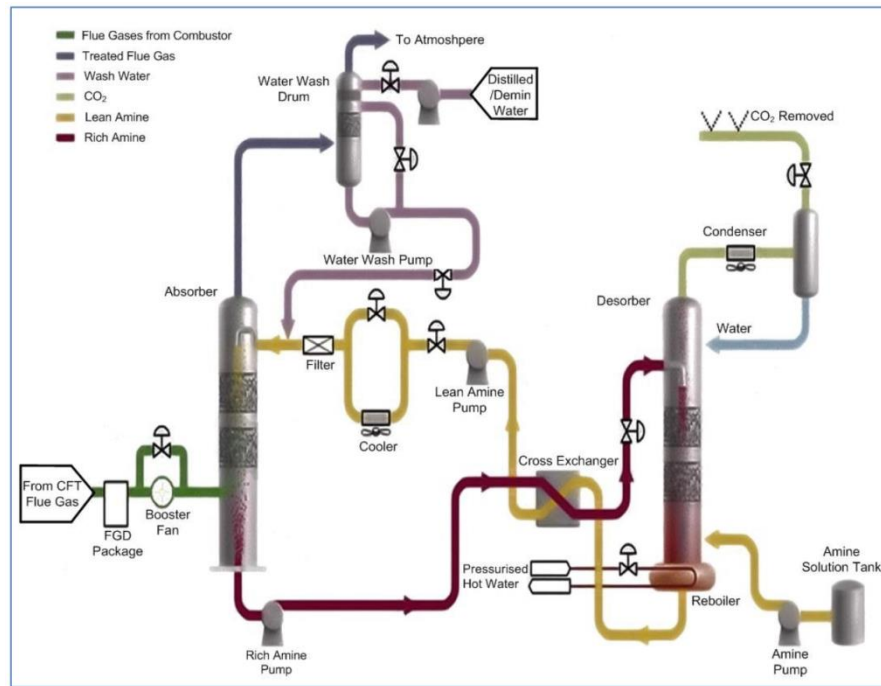 Flue Gases from Combustor
Treated Flue Gas
Wash Water
CO₂
Lean Amine
Rich Amine
To Atmoshpere
Water Wash
Drum
Distilled
/Demin
Water
CO₂ Removed
Condenser
Water Wash Pump
Absorber
Desorber
Water
Filter
Lean Amine
Pump
Cooler
Cross Exchanger
From CFT
Flue Gas
FGD
Package
Booster
Fan
Pressurised
Hot Water
Reboiler
Amine
Solution Tank
Rich Amine
Pump
Amine
Pump